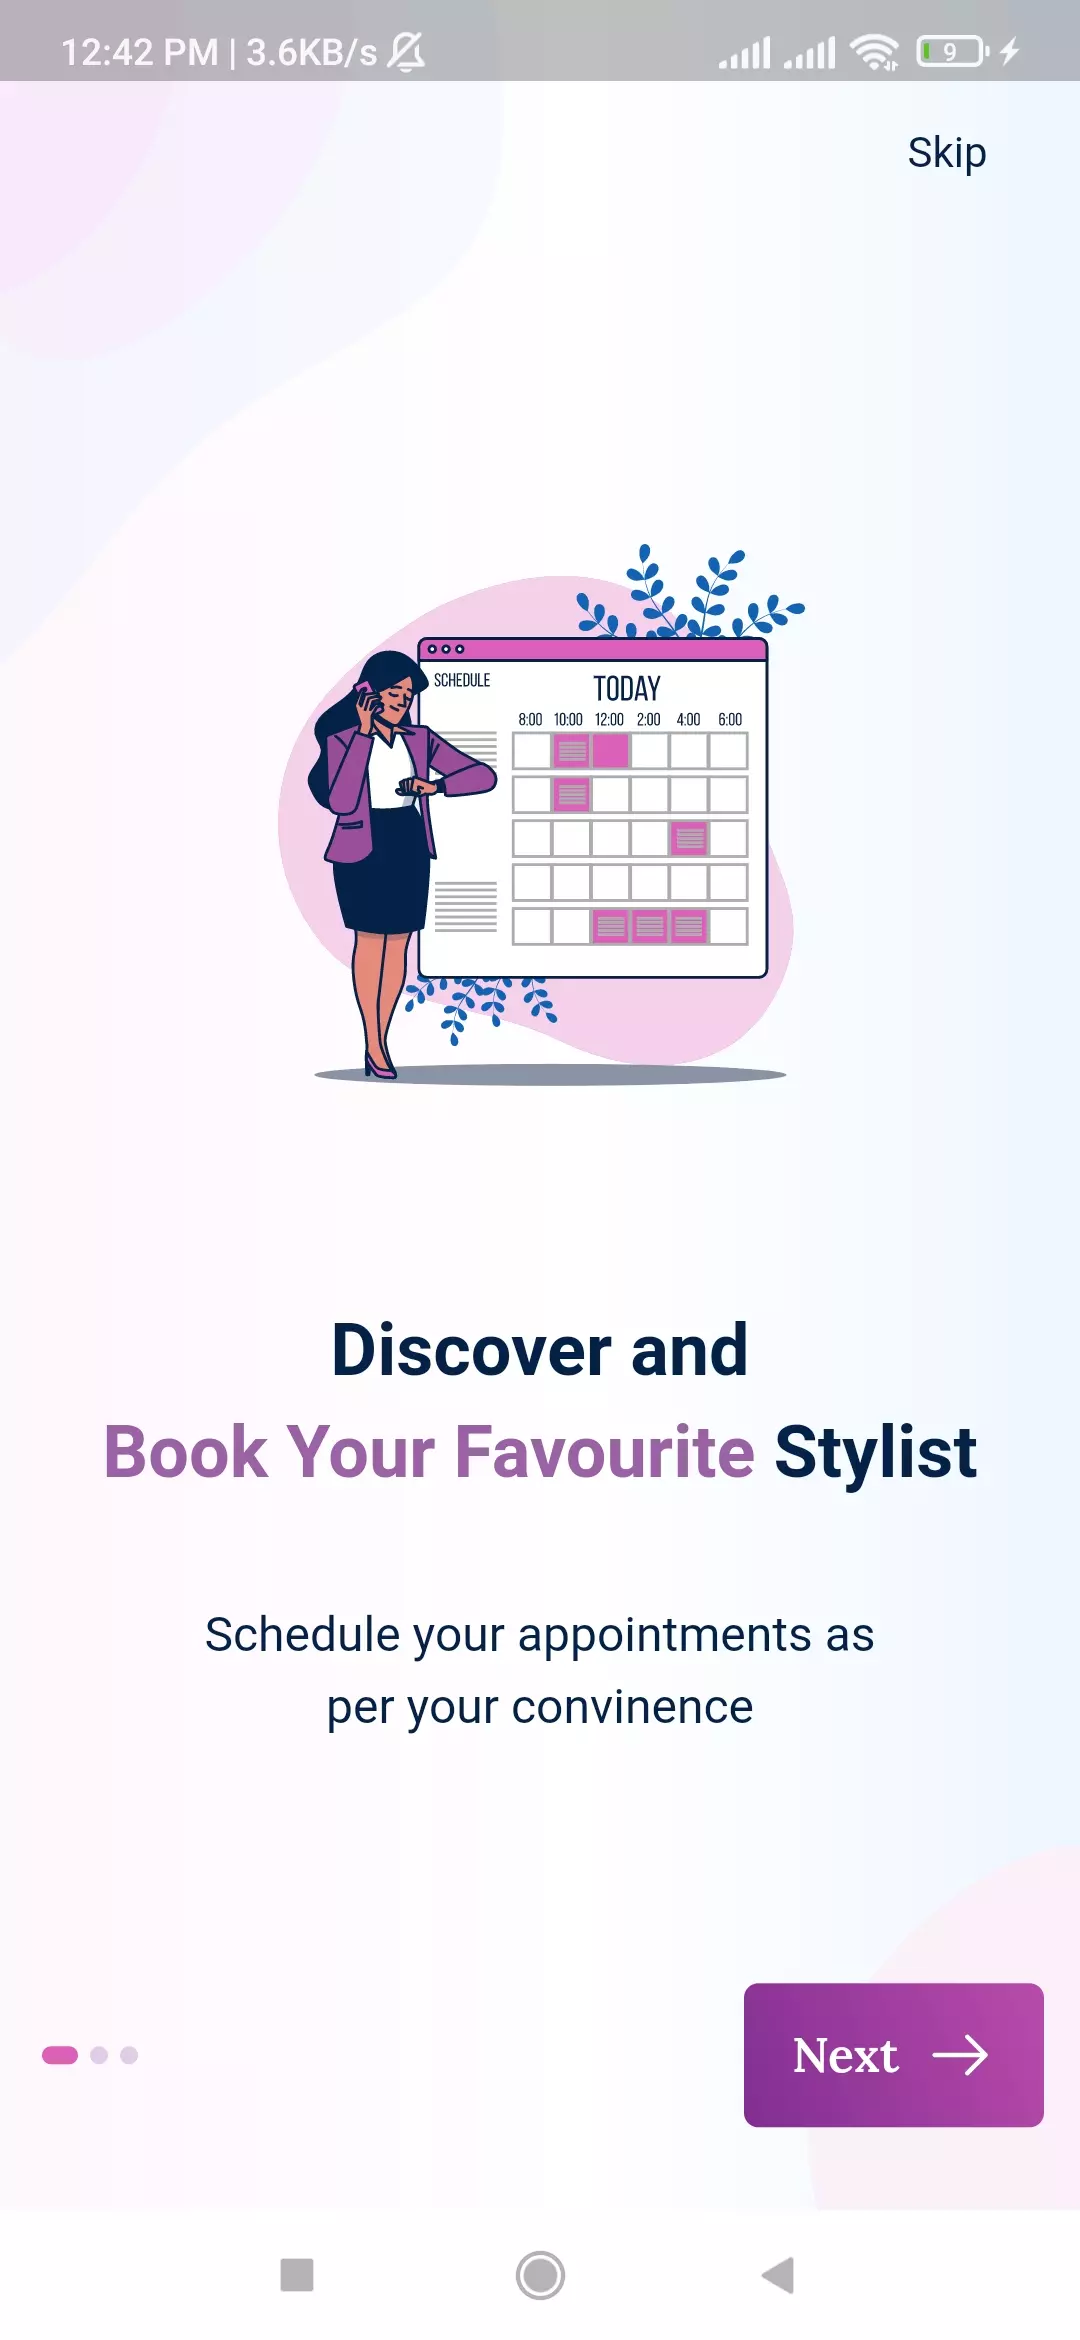 12:42 PM | 3.6KB/s
9
Skip
SCHEDULE
TODAY
8:00 10:00 12:00 2:00 4:00 6:00
Discover and
Book Your Favourite Stylist
Schedule your appointments as
per your convinence
Next